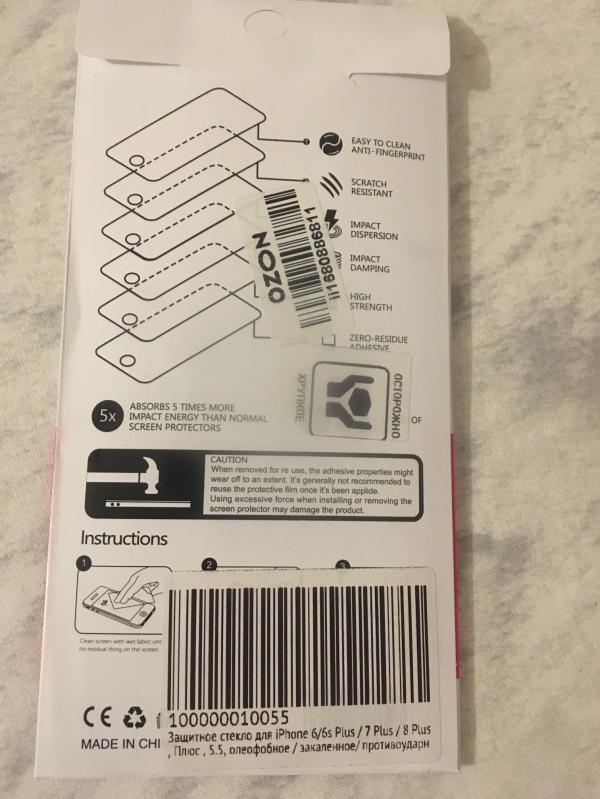 EASY TO CLEAN
ANTI-FINGERPRINT
SCRATCH
RESISTANT
IMPACT
DISPERSION
IMPACT
DAMPING
HIGH
STRENGTH
ZERO-RESIDUE
ADHESIVE
OZON
ii1680886811
ОСТОРОЖНО
ХРУПКОЕ
OF
5x
ABSORBS 5 TIMES MORE
IMPACT ENERGY THAN NORMAL
SCREEN PROTECTORS
CAUTION
When removed for re use, the adhesive properties might
wear off to an extent. It's generally not recommended to
reuse the protective film once it's been applide.
Using excessive force when installing or removing the
screen protector may damage the product.
Instructions
1
2
3
Clean screen with wet fabric unt
no residual thing on the screen.
CE
MADE IN CHI
100000010055
Защитное стекло для iPhone 6/6s Plus / 7 Plus / 8 Plus
, Плюс , 5.5, олеофобное / закаленное/ противоударн